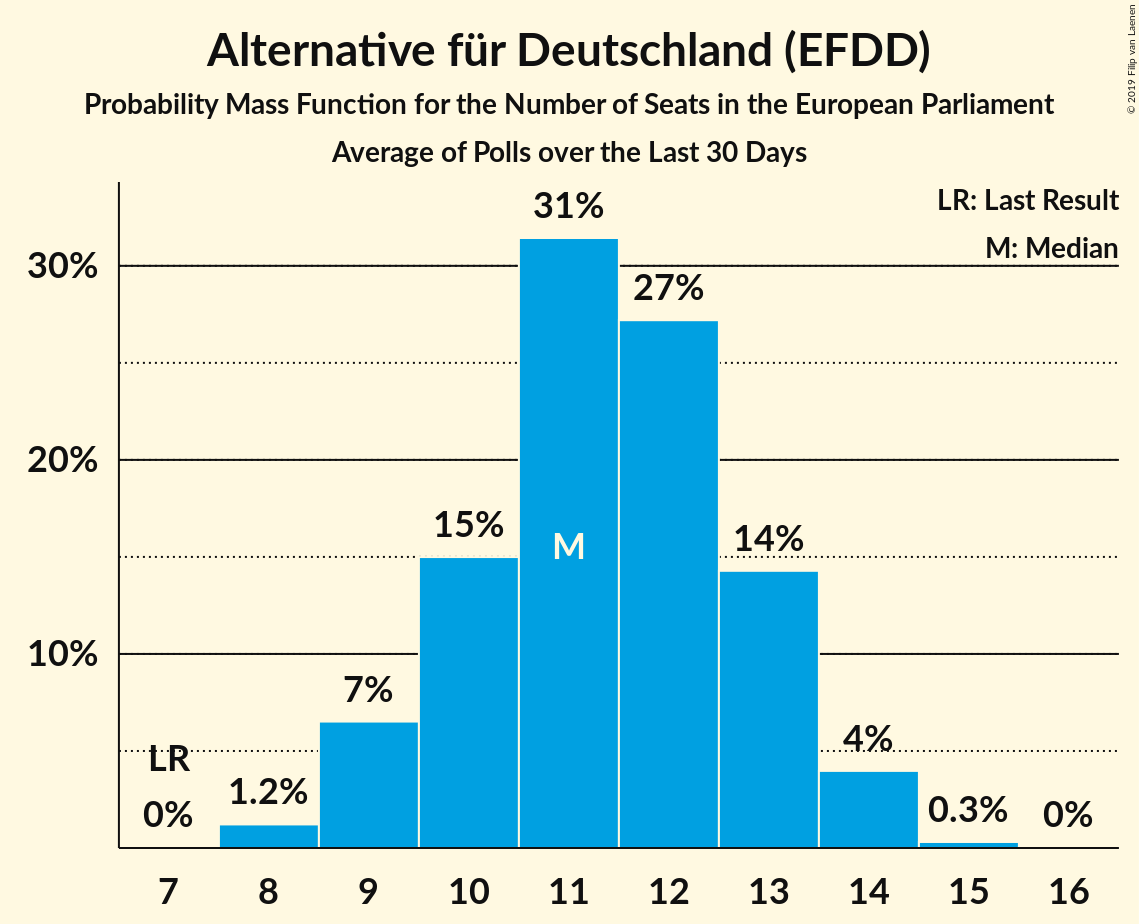 Alternative für Deutschland (EFDD)
Probability Mass Function for the Number of Seats in the European Parliament
Average of Polls over the Last 30 Days
© 2019 Filip van Laenen
LR: Last Result
M: Median
31%
30%
27%
20%
15%
14%
M
10%
7%
4%
LR
1.2%
0.3%
0%
0%
7 8 9 10 11 12 13 14 15 16